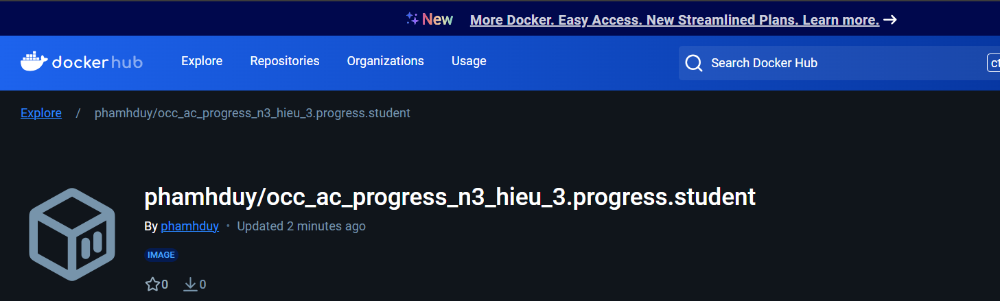 New More Docker. Easy Access. New Streamlined Plans. Learn more.
docker hub Explore Repositories Organizations Usage Search Docker Hub
Explore / phamhduy/occ_ac_progress_n3_hieu_3.progress.student
phamhduy/occ_ac_progress_n3_hieu_3.progress.student
By phamhduy • Updated 2 minutes ago
IMAGE
0 0